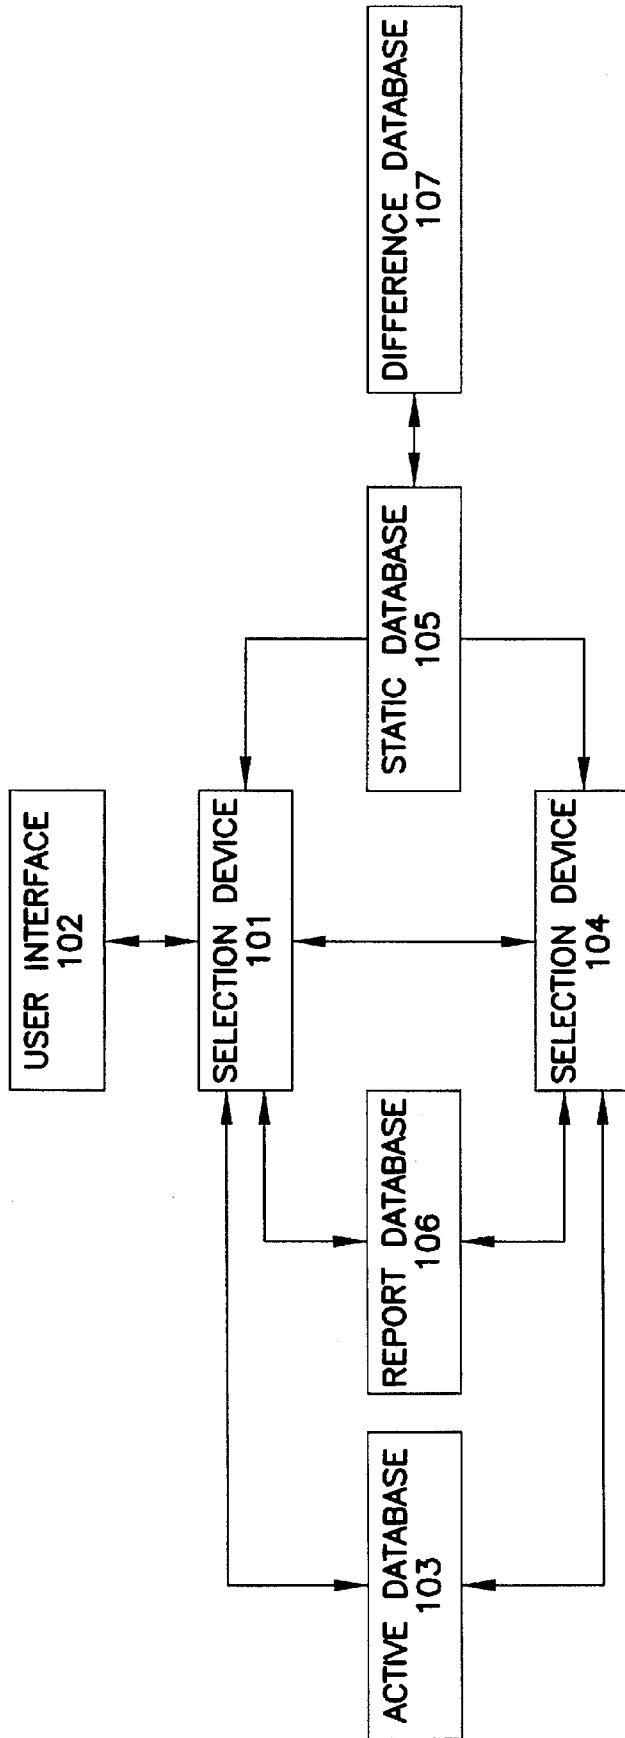 USER INTERFACE
102
SELECTION DEVICE
101
ACTIVE DATABASE
103
REPORT DATABASE
106
STATIC DATABASE
105
DIFFERENCE DATABASE
107
SELECTION DEVICE
104